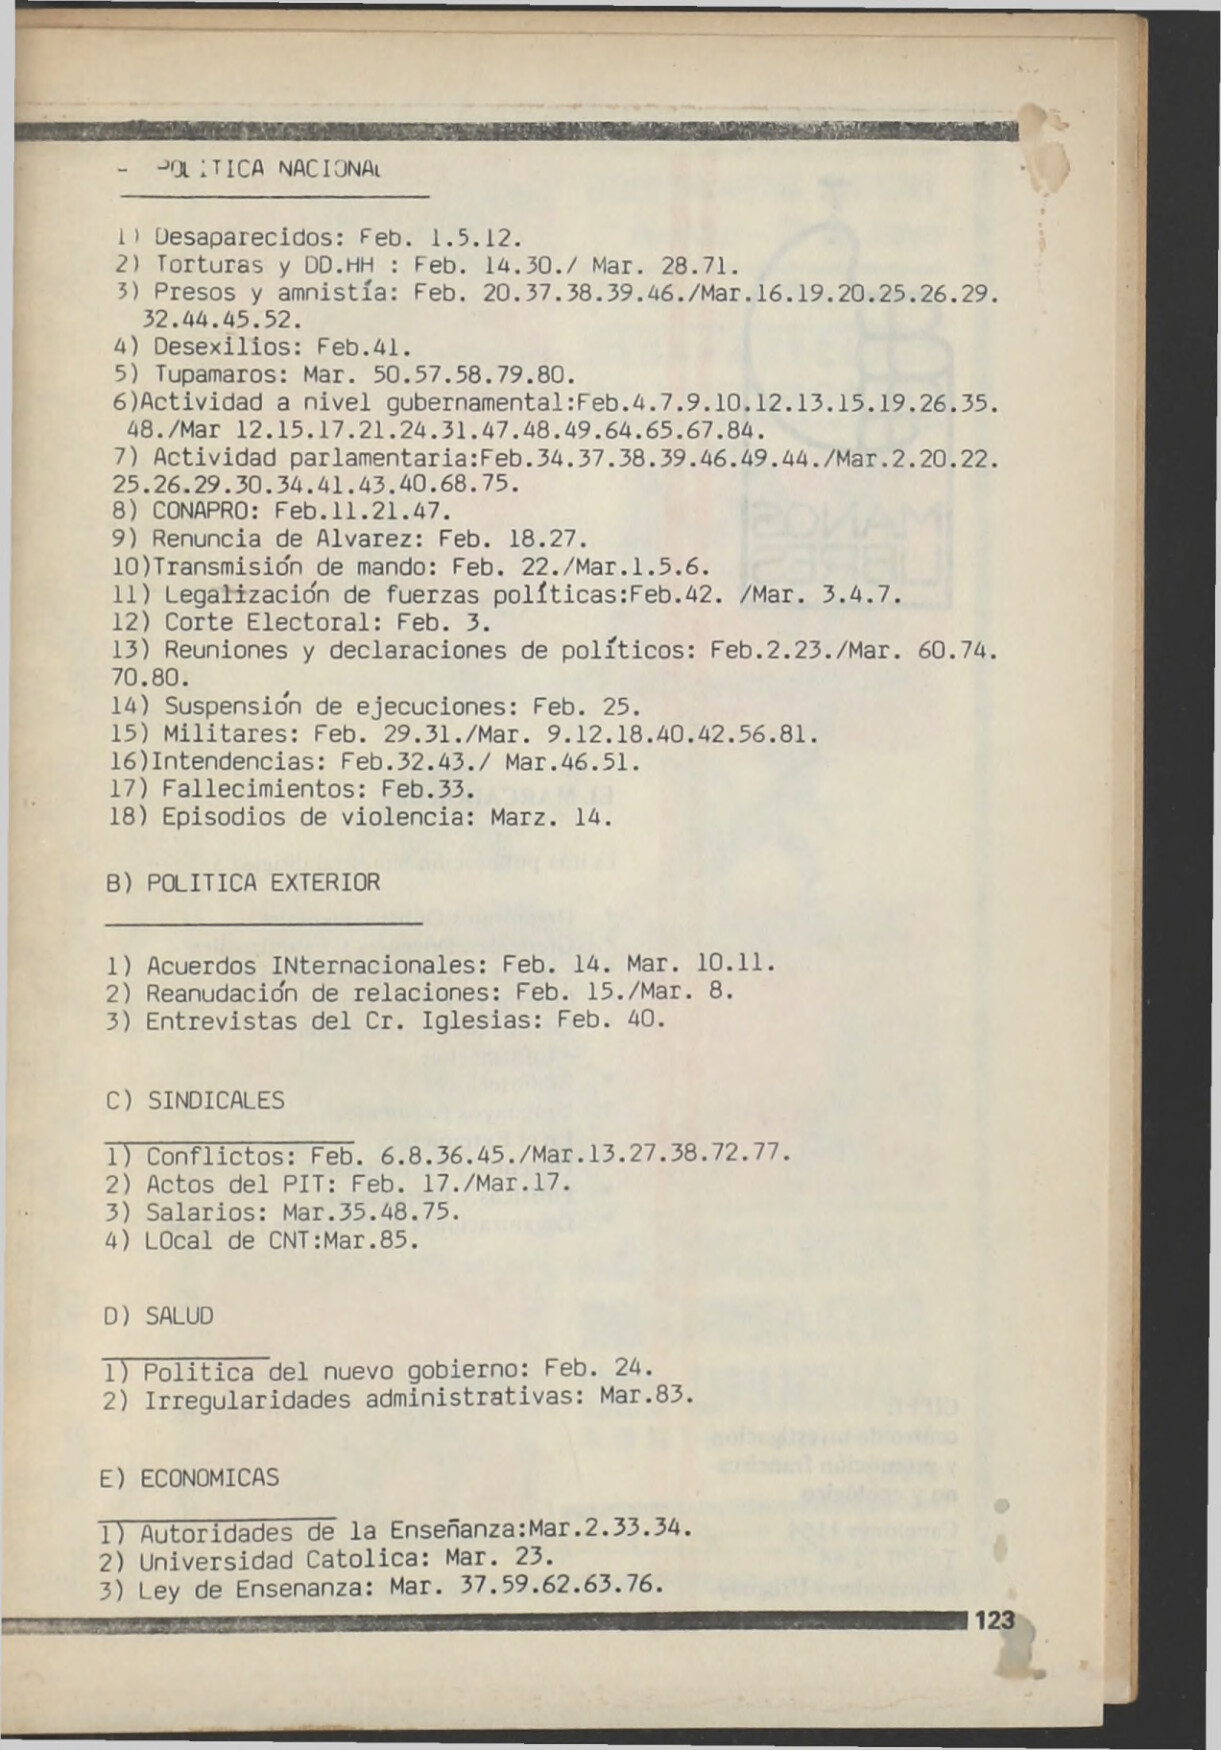 - POLITICA NACIONAL
1) Desaparecidos: Feb. 1.5.12.
2) Torturas y DD.HH : Feb. 14.30./ Mar. 28.71.
3) Presos y amnistía: Feb. 20.37.38.39.46./Mar.16.19.20.25.26.29.
32.44.45.52.
4) Desexilios: Feb.41.
5) Tupamaros: Mar. 50.57.58.79.80.
6)Actividad a nivel gubernamental:Feb.4.7.9.10.12.13.15.19.26.35.
48./Mar 12.15.17.21.24.31.47.48.49.64.65.67.84.
7) Actividad parlamentaria:Feb.34.37.38.39.46.49.44./Mar.2.20.22.
25.26.29.30.34.41.43.40.68.75.
8) CONAPRO: Feb.11.21.47.
9) Renuncia de Alvarez: Feb. 18.27.
10)Transmisión de mando: Feb. 22./Mar.1.5.6.
11) Legalización de fuerzas políticas:Feb.42. /Mar. 3.4.7.
12) Corte Electoral: Feb. 3.
13) Reuniones y declaraciones de políticos: Feb.2.23./Mar. 60.74.
70.80.
14) Suspensión de ejecuciones: Feb. 25.
15) Militares: Feb. 29.31./Mar. 9.12.18.40.42.56.81.
16)Intendencias: Feb.32.43./ Mar.46.51.
17) Fallecimientos: Feb.33.
18) Episodios de violencia: Marz. 14.
B) POLITICA EXTERIOR
1) Acuerdos INternacionales: Feb. 14. Mar. 10.11.
2) Reanudación de relaciones: Feb. 15./Mar. 8.
3) Entrevistas del Cr. Iglesias: Feb. 40.
C) SINDICALES
1) Conflictos: Feb. 6.8.36.45./Mar.13.27.38.72.77.
2) Actos del PIT: Feb. 17./Mar.17.
3) Salarios: Mar.35.48.75.
4) LOcal de CNT:Mar.85.
D) SALUD
1) Politica del nuevo gobierno: Feb. 24.
2) Irregularidades administrativas: Mar.83.
E) ECONOMICAS
1) Autoridades de la Enseñanza:Mar.2.33.34.
2) Universidad Catolica: Mar. 23.
3) Ley de Ensenanza: Mar. 37.59.62.63.76.
123